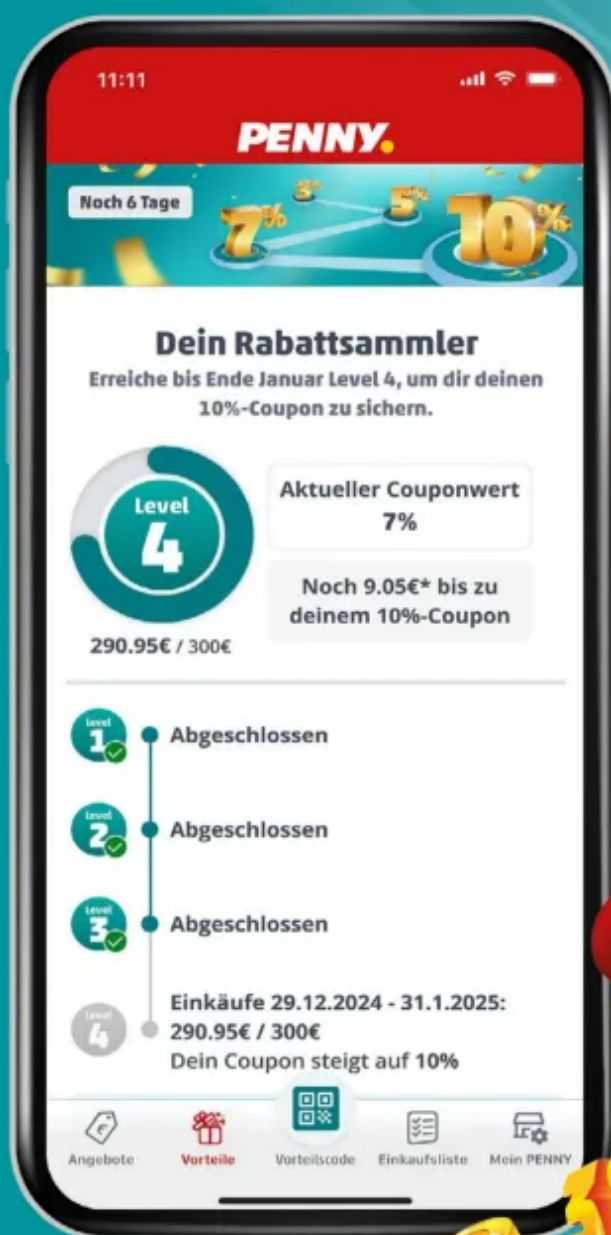 11:11
PENNY.
Noch 6 Tage
7%
3%
5%
10%
Dein Rabattsammler
Erreiche bis Ende Januar Level 4, um dir deinen
10%-Coupon zu sichern.
Level
4
290.95€ / 300€
Aktueller Couponwert
7%
Noch 9.05€* bis zu
deinem 10%-Coupon
Level
1
Abgeschlossen
Level
2
Abgeschlossen
Level
3
Abgeschlossen
Level
4
Einkäufe 29.12.2024 - 31.1.2025:
290.95€ / 300€
Dein Coupon steigt auf 10%
Angebote
Vorteile
Vorteilscode
Einkaufsliste
Mein PENNY